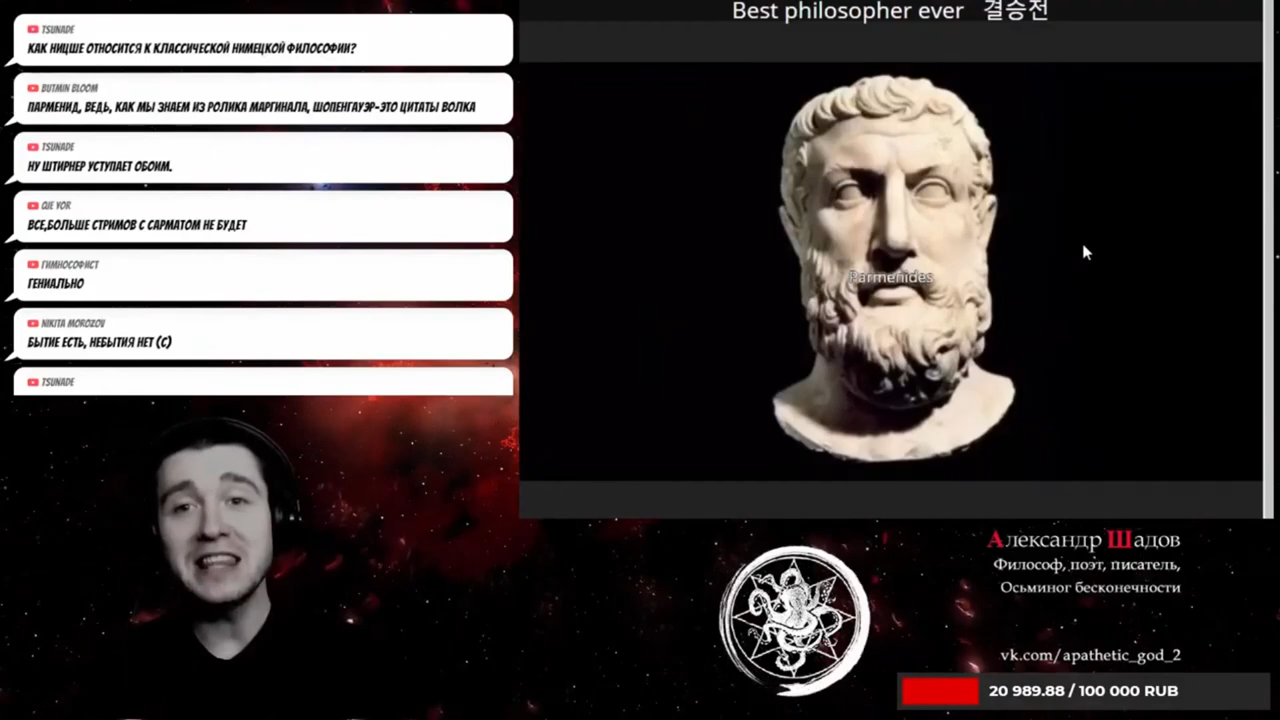 TSUNADE
КАК НИЦШЕ ОТНОСИТСЯ К КЛАССИЧЕСКОЙ НИМЕЦКОЙ ФИЛОСОФИИ?
BUTMIN BLOOM
ПАРМЕНИД, ВЕДЬ, КАК МЫ ЗНАЕМ ИЗ РОЛИКА МАРГИНАЛА, ШОПЕНГАУЭР-ЭТО ЦИТАТЫ ВОЛКА
TSUNADE
НУ ШТИРНЕР УСТУПАЕТ ОБОИМ.
QJE YOR
ВСЕ,БОЛЬШЕ СТРИМОВ С САРМАТОМ НЕ БУДЕТ
ГИМНОСОФИСТ
ГЕНИАЛЬНО
NIKITA MOROZOV
БЫТИЕ ЕСТЬ, НЕБЫТИЯ НЕТ (С)
TSUNADE
Best philosopher ever 결승전
Parmenides
Александр Шадов
Философ, поэт, писатель,
Осьминог бесконечности
vk.com/apathetic_god_2
20 989.88 / 100 000 RUB